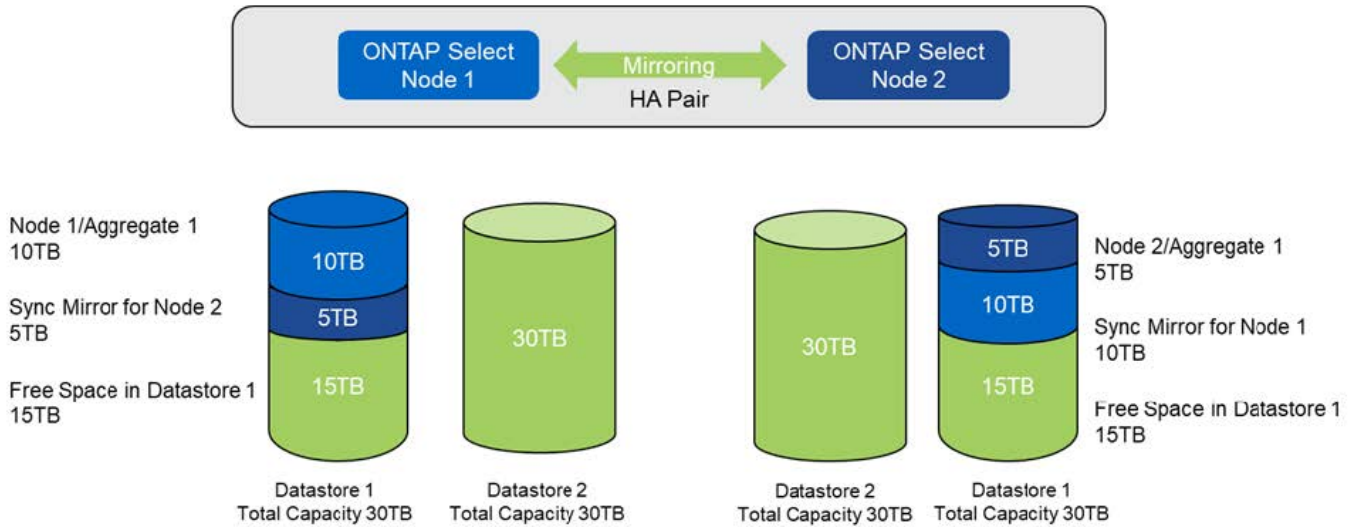 ONTAP Select
Node 1
Mirroring
HA Pair
ONTAP Select
Node 2
Node 1/Aggregate 1
10TB
Sync Mirror for Node 2
5TB
Free Space in Datastore 1
15TB
10TB
5TB
15TB
30TB
30TB
5TB
10TB
15TB
Node 2/Aggregate 1
5TB
Sync Mirror for Node 1
10TB
Free Space in Datastore 1
15TB
Datastore 1
Total Capacity 30TB
Datastore 2
Total Capacity 30TB
Datastore 2
Total Capacity 30TB
Datastore 1
Total Capacity 30TB